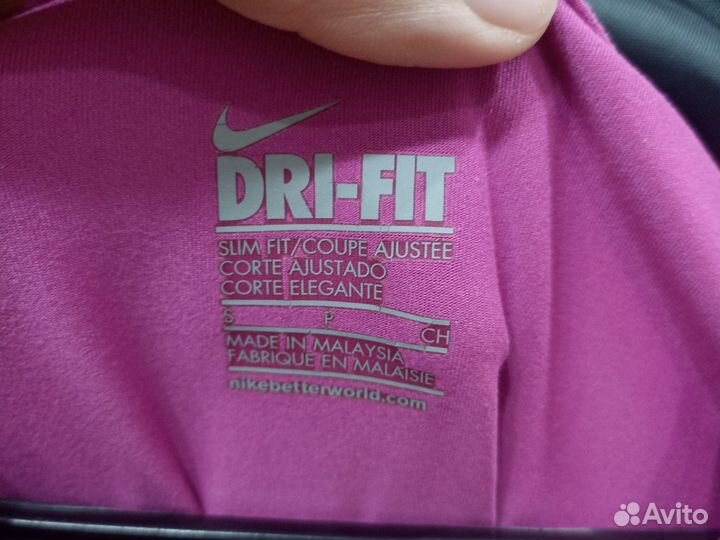 DRI-FIT
SLIM FIT/COUPE AJUSTÉE
CORTE AJUSTADO
CORTE ELEGANTE
S P CH
MADE IN MALAYSIA
FABRIQUE EN MALAISIE
nikebetterworld.com
Avito